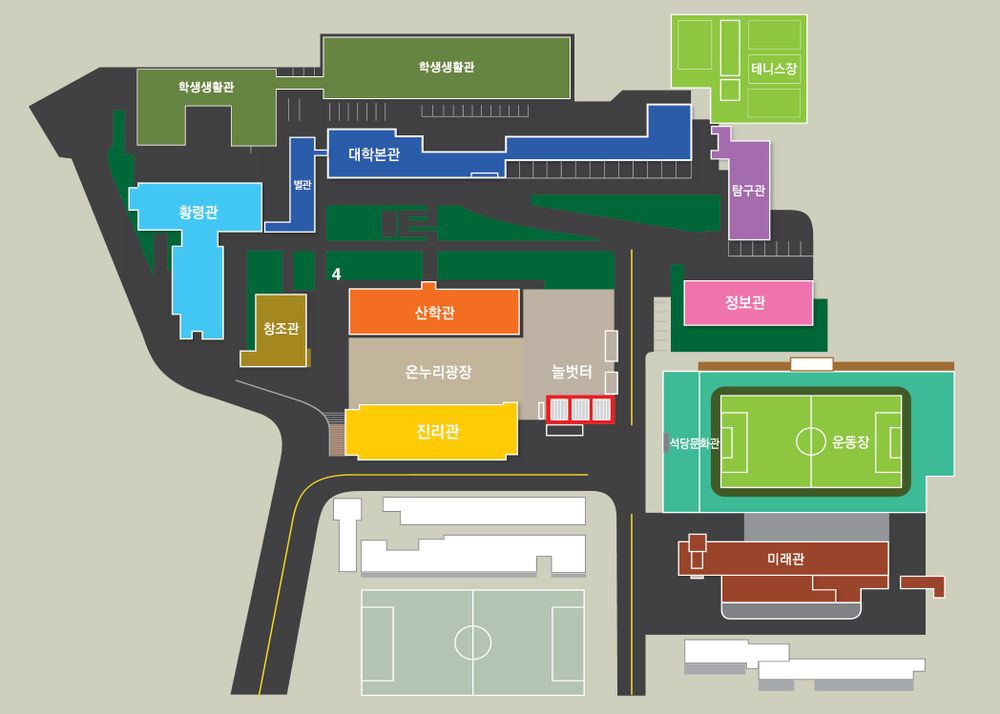 학생생활관
학생생활관
테니스장
대학본관
별관
탐구관
황령관
4
산학관
정보관
창조관
온누리광장
늘벗터
진리관
석당문화관
운동장
미래관